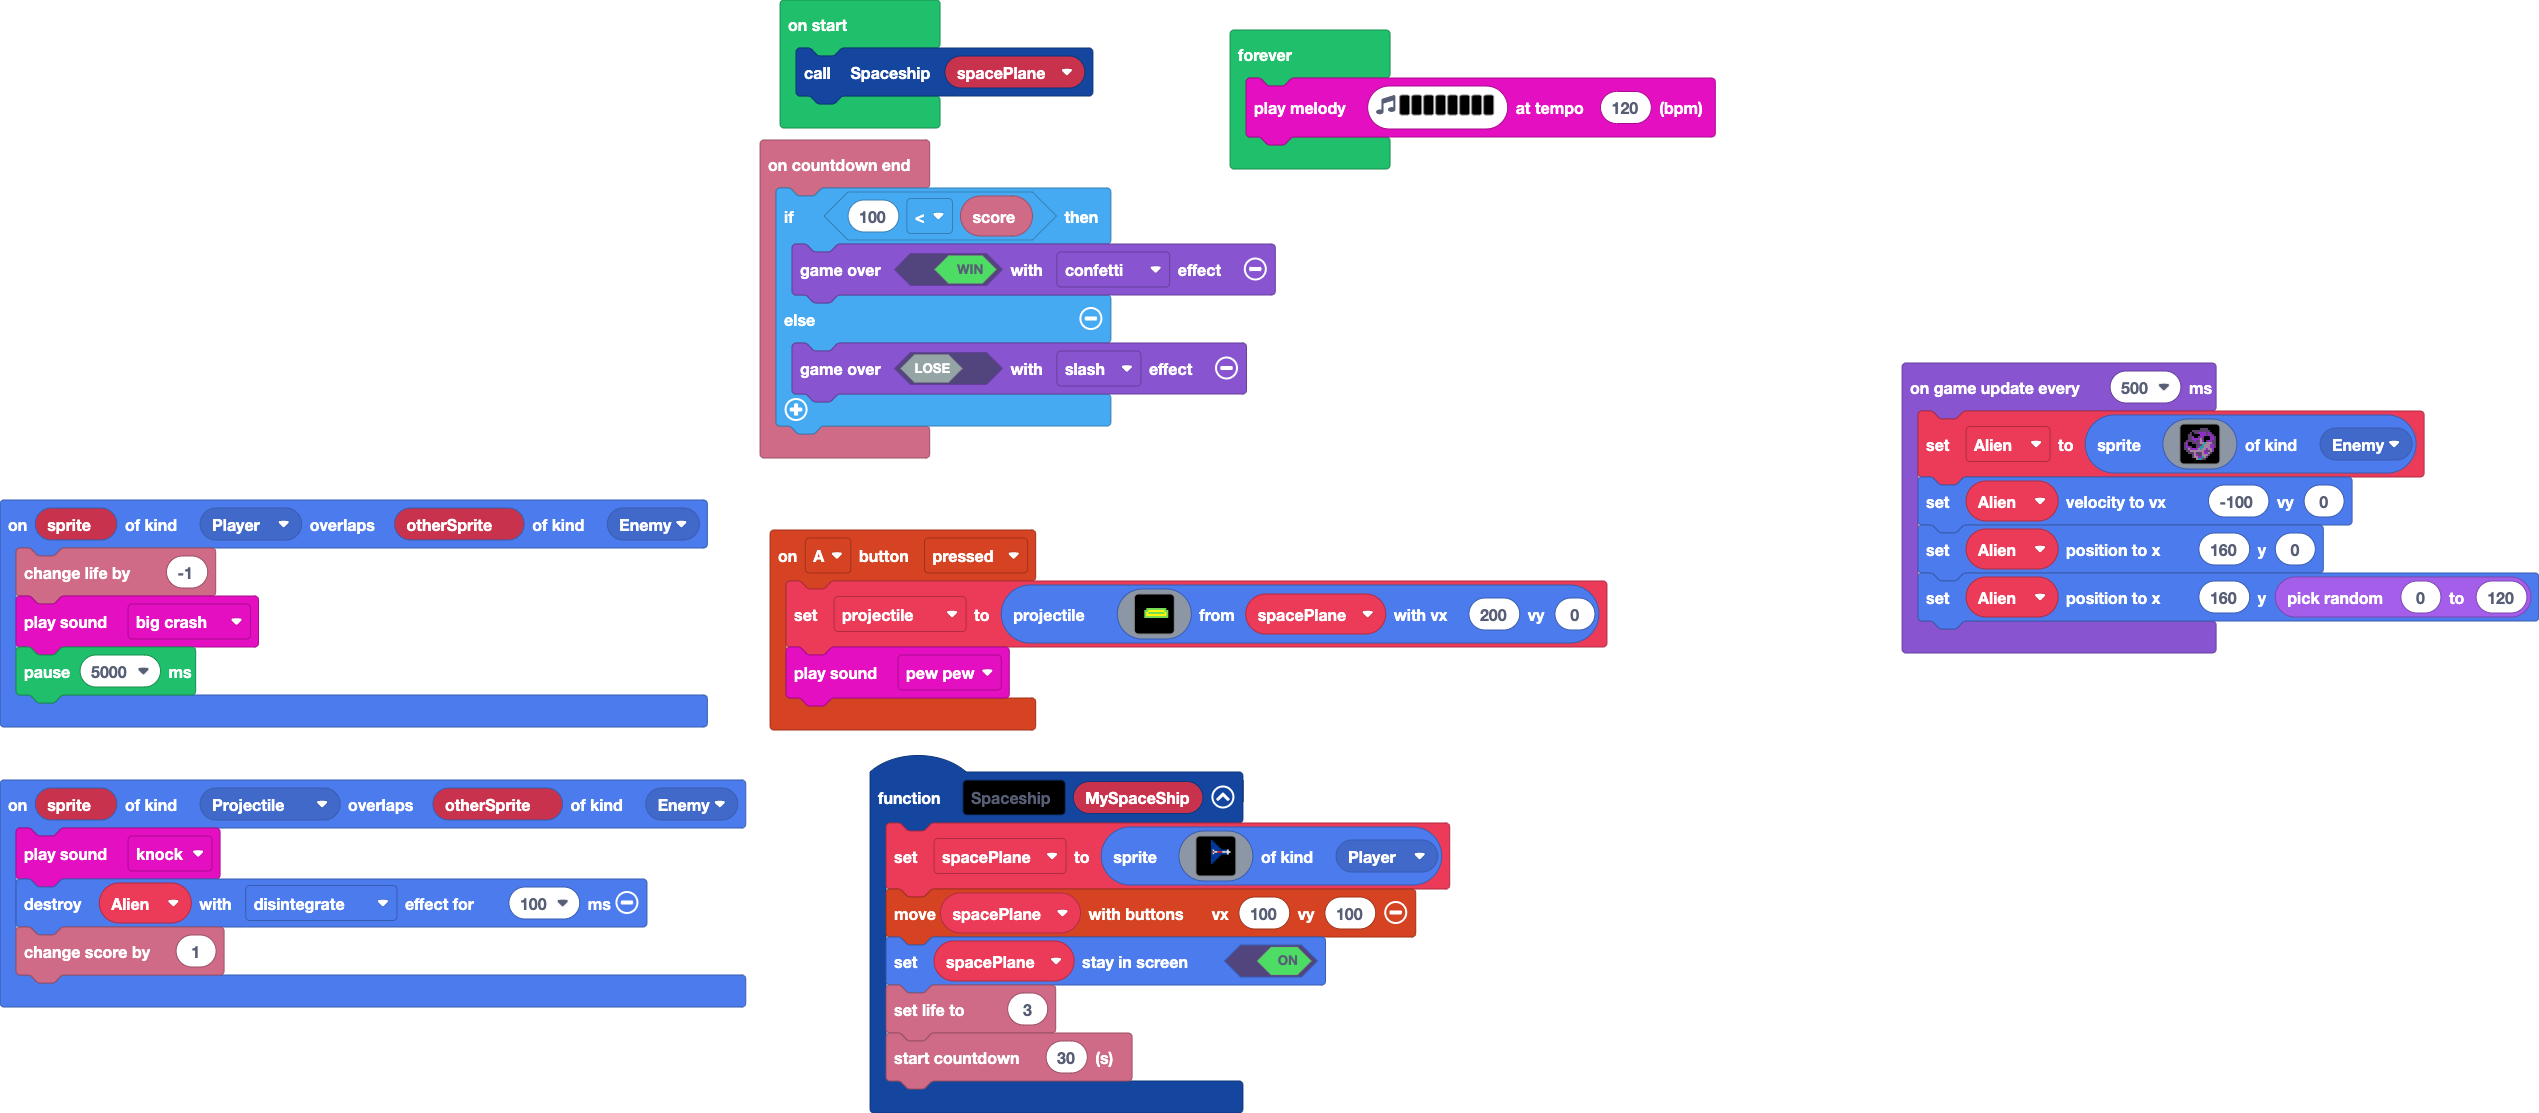 on start
call Spaceship spacePlane
forever
play melody at tempo 120 (bpm)
on countdown end
if 100 < score then
game over WIN with confetti effect
else
game over LOSE with slash effect
on game update every 500 ms
set Alien to sprite of kind Enemy
set Alien velocity to vx -100 vy 0
set Alien position to x 160 y 0
set Alien position to x 160 y pick random 0 to 120
on sprite of kind Player overlaps otherSprite of kind Enemy
change life by -1
play sound big crash
pause 5000 ms
on A button pressed
set projectile to projectile from spacePlane with vx 200 vy 0
play sound pew pew
on sprite of kind Projectile overlaps otherSprite of kind Enemy
play sound knock
destroy Alien with disintegrate effect for 100 ms
change score by 1
function Spaceship MySpaceShip
set spacePlane to sprite of kind Player
move spacePlane with buttons vx 100 vy 100
set spacePlane stay in screen ON
set life to 3
start countdown 30 (s)